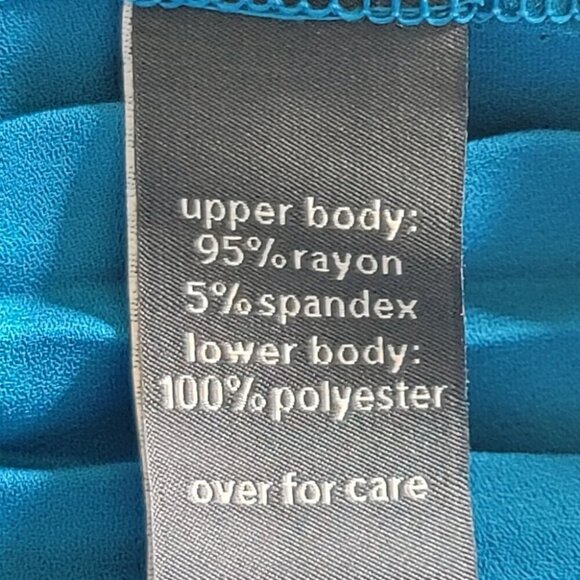 upper body:
95% rayon
5% spandex
lower body:
100% polyester
over for care